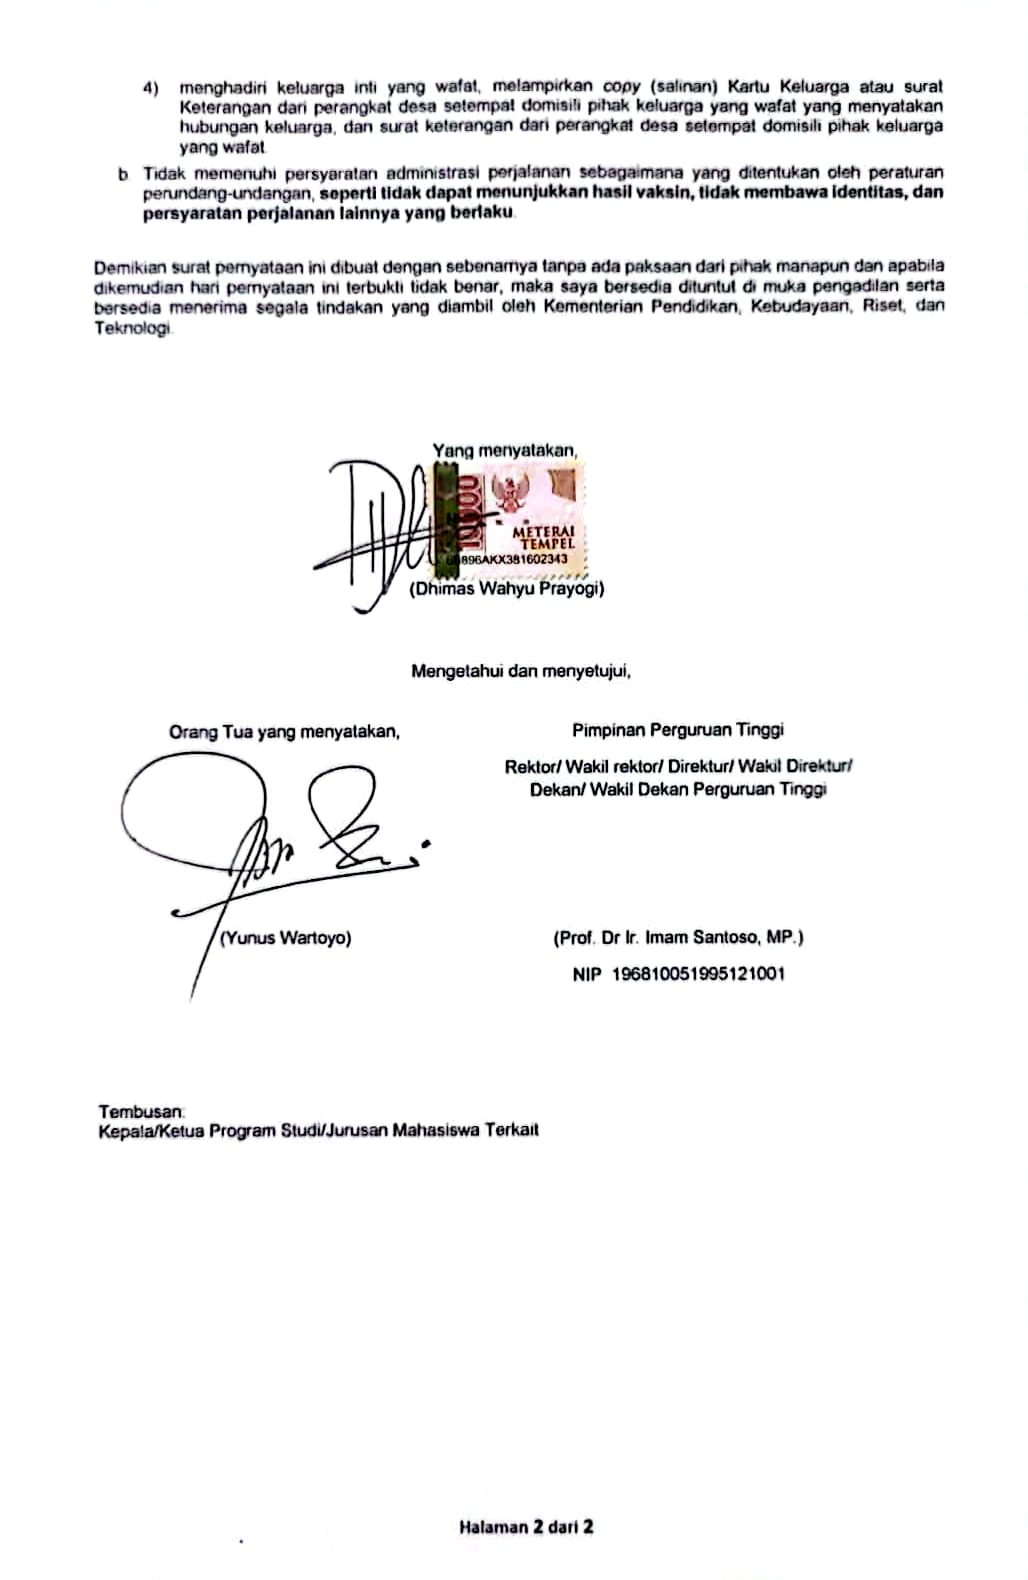 4) menghadiri keluarga inti yang wafat, melampirkan copy (salinan) Kartu Keluarga atau surat
Keterangan dari perangkat desa setempat domisili pihak keluarga yang wafat yang menyatakan
hubungan keluarga, dan surat keterangan dari perangkat desa setempat domisili pihak keluarga
yang wafat
b Tidak memenuhi persyaratan administrasi perjalanan sebagaimana yang ditentukan oleh peraturan
perundang-undangan, seperti tidak dapat menunjukkan hasil vaksin, tidak membawa identitas, dan
persyaratan perjalanan lainnya yang berlaku.
Demikian surat pernyataan ini dibuat dengan sebenarnya tanpa ada paksaan dari pihak manapun dan apabila
dikemudian hari pernyataan ini terbukti tidak benar, maka saya bersedia dituntut di muka pengadilan serta
bersedia menerima segala tindakan yang diambil oleh Kementerian Pendidikan, Kebudayaan, Riset, dan
Teknologi.
Yang menyatakan,
10000
METERAI
TEMPEL
896AKX381602343
(Dhimas Wahyu Prayogi)
Mengetahui dan menyetujui,
Orang Tua yang menyatakan,
Pimpinan Perguruan Tinggi
Rektor/ Wakil rektor/ Direktur/ Wakil Direktur/
Dekan/ Wakil Dekan Perguruan Tinggi
(Yunus Wartoyo)
(Prof. Dr Ir. Imam Santoso, MP.)
NIP 196810051995121001
Tembusan:
Kepala/Ketua Program Studi/Jurusan Mahasiswa Terkait
Halaman 2 dari 2